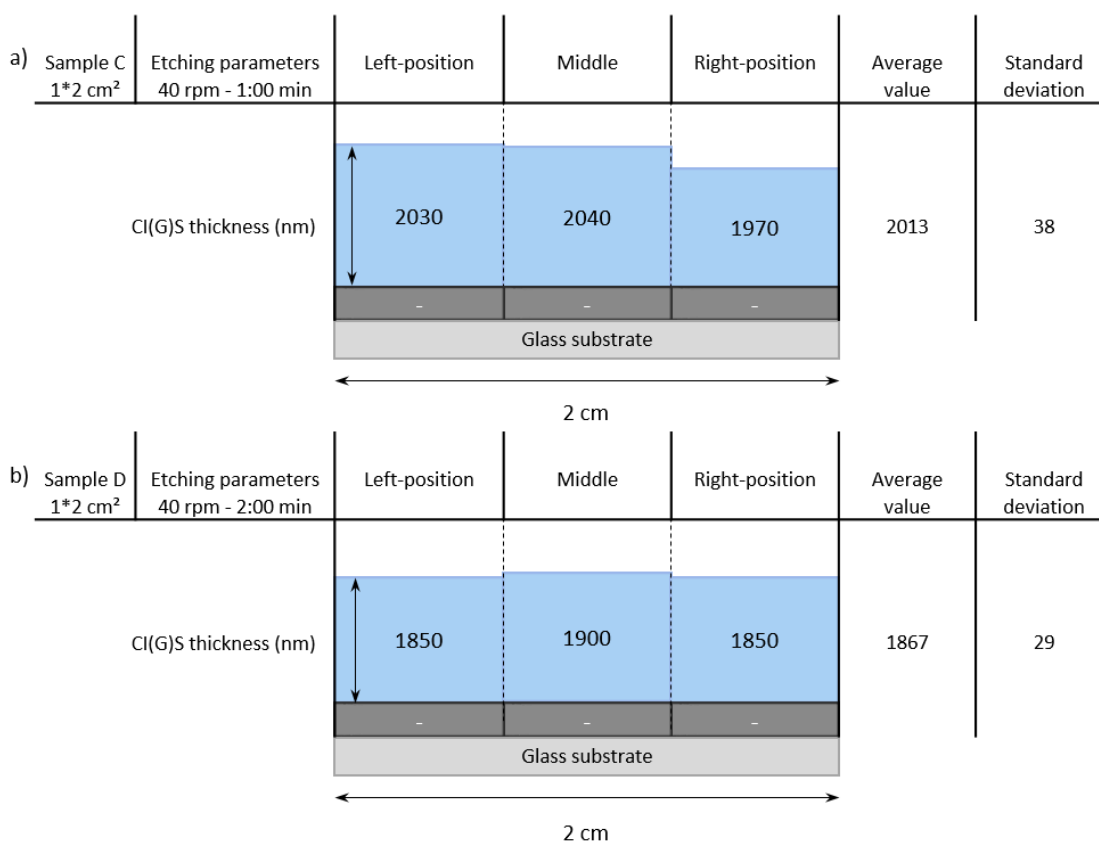 a)
Sample C
1*2 cm²
Etching parameters
40 rpm - 1:00 min
Left-position
Middle
Right-position
Average
value
Standard
deviation
CI(G)S thickness (nm)
2030
2040
1970
2013
38
– – –
Glass substrate
2 cm
b)
Sample D
1*2 cm²
Etching parameters
40 rpm - 2:00 min
Left-position
Middle
Right-position
Average
value
Standard
deviation
CI(G)S thickness (nm)
1850
1900
1850
1867
29
– – –
Glass substrate
2 cm